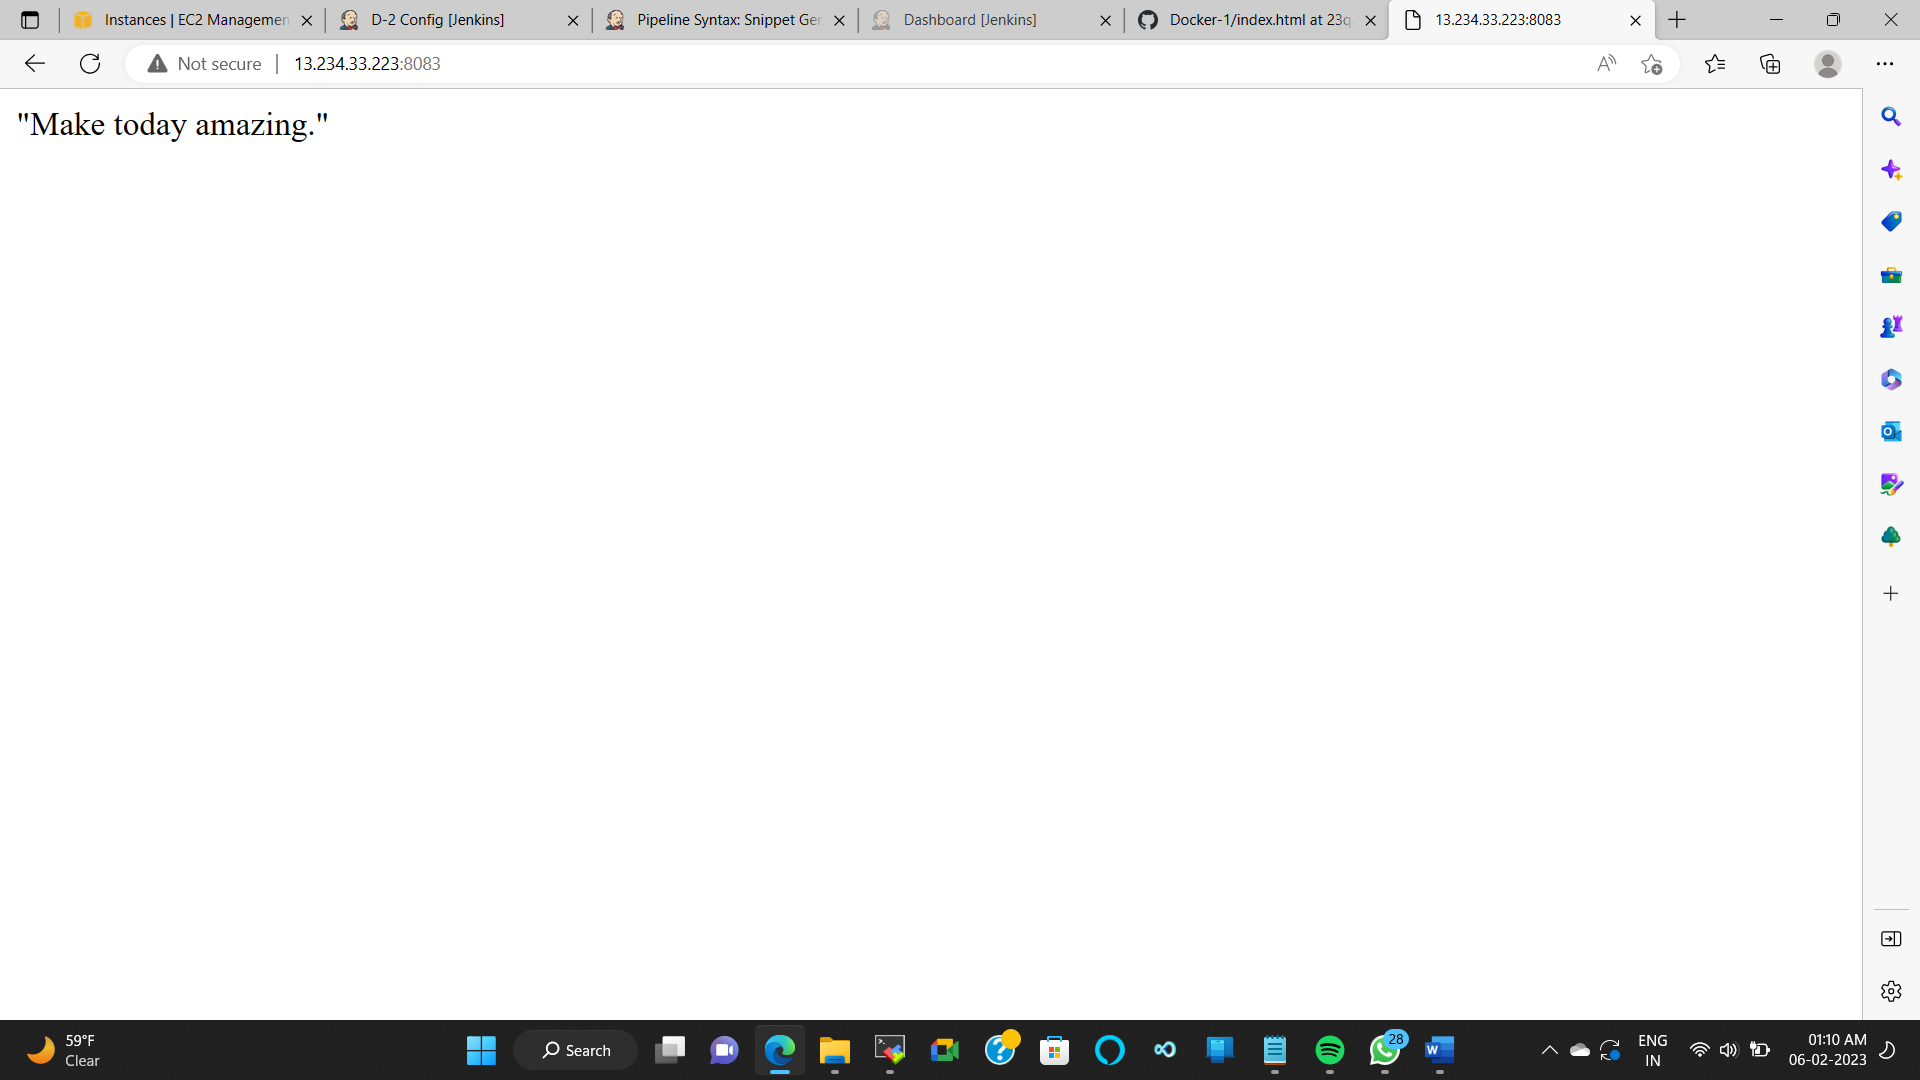 Instances | EC2 Managemen
D-2 Config [Jenkins]
Pipeline Syntax: Snippet Ger
Dashboard [Jenkins]
Docker-1/index.html at 23q
13.234.33.223:8083
Not secure
13.234.33.223:8083
"Make today amazing."
59°F
Clear
Search
28
ENG
IN
01:10 AM
06-02-2023